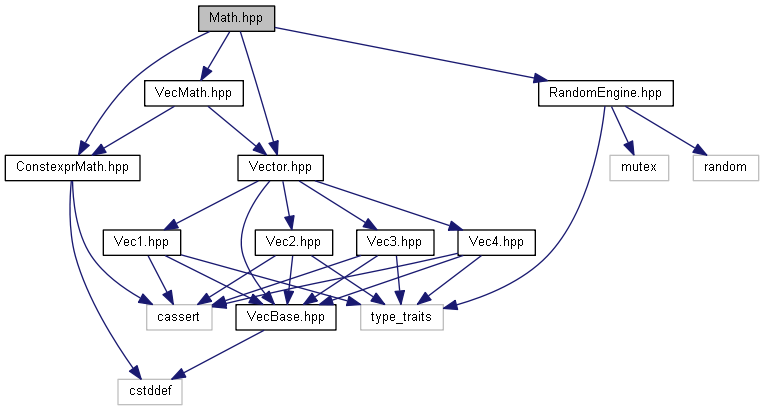 Math.hpp
VecMath.hpp
RandomEngine.hpp
ConstexprMath.hpp
Vector.hpp
mutex
random
Vec1.hpp
Vec2.hpp
Vec3.hpp
Vec4.hpp
cassert
VecBase.hpp
type_traits
cstddef